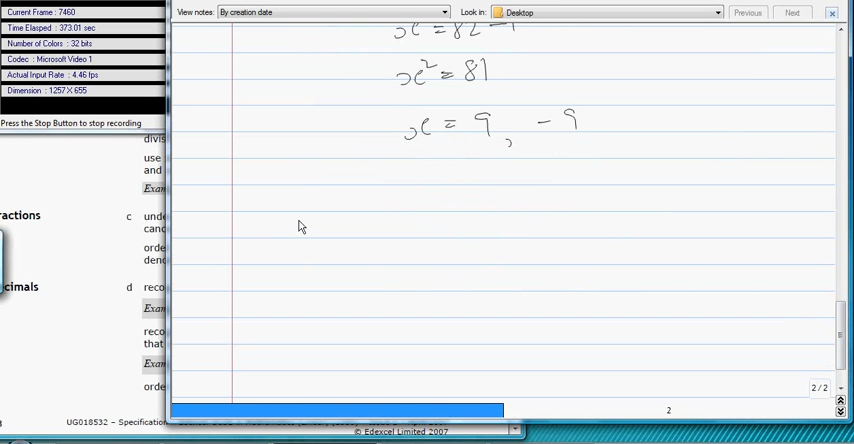 Current Frame : 7460
Time Elasped : 373.01 sec
Number of Colors : 32 bits
Codec : Microsoft Video 1
Actual Input Rate : 4.46 fps
Dimension : 1257 X 655
Press the Stop Button to stop recording
View notes:
By creation date
Look in:
Desktop
Previous
Next
x² = 81
x = 9, -9
divis
use
and
Exam
ractions
c
unde
canc
orde
deno
ecimals
d
reco
Exam
reco
that
Exam
orde
2/2
2
UG018532 – Specification
© Edexcel Limited 2007